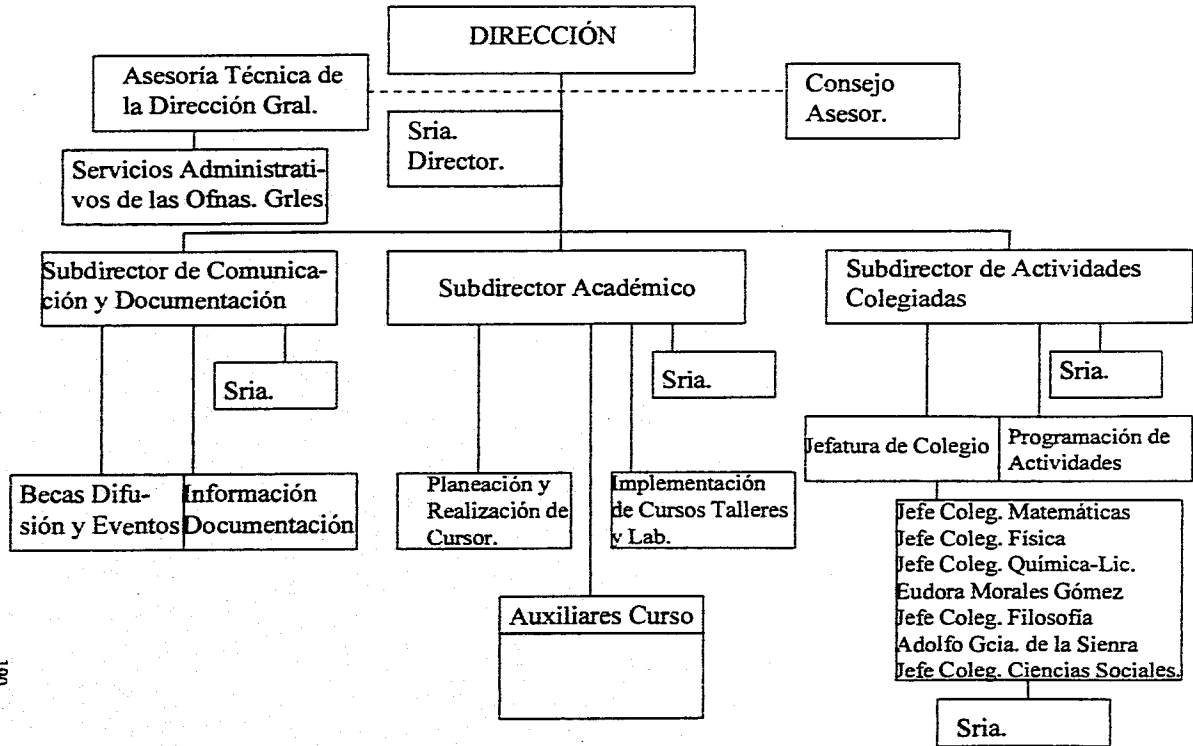 DIRECCIÓN
Asesoría Técnica de
la Dirección Gral.
Consejo
Asesor.
Sria.
Director.
Servicios Administrati-
vos de las Ofnas. Grles
Subdirector de Comunica-
ción y Documentación
Subdirector Académico
Subdirector de Actividades
Colegiadas
Sria.
Sria.
Sria.
Jefatura de Colegio
Programación de
Actividades
Becas Difu-
sión y Eventos
Información
Documentación
Planeación y
Realización de
Cursor.
Implementación
de Cursos Talleres
y Lab.
Jefe Coleg. Matemáticas
Jefe Coleg. Física
Jefe Coleg. Química-Lic.
Eudora Morales Gómez
Jefe Coleg. Filosofía
Adolfo Gcia. de la Sienra
Jefe Coleg. Ciencias Sociales.
Auxiliares Curso
Sria.